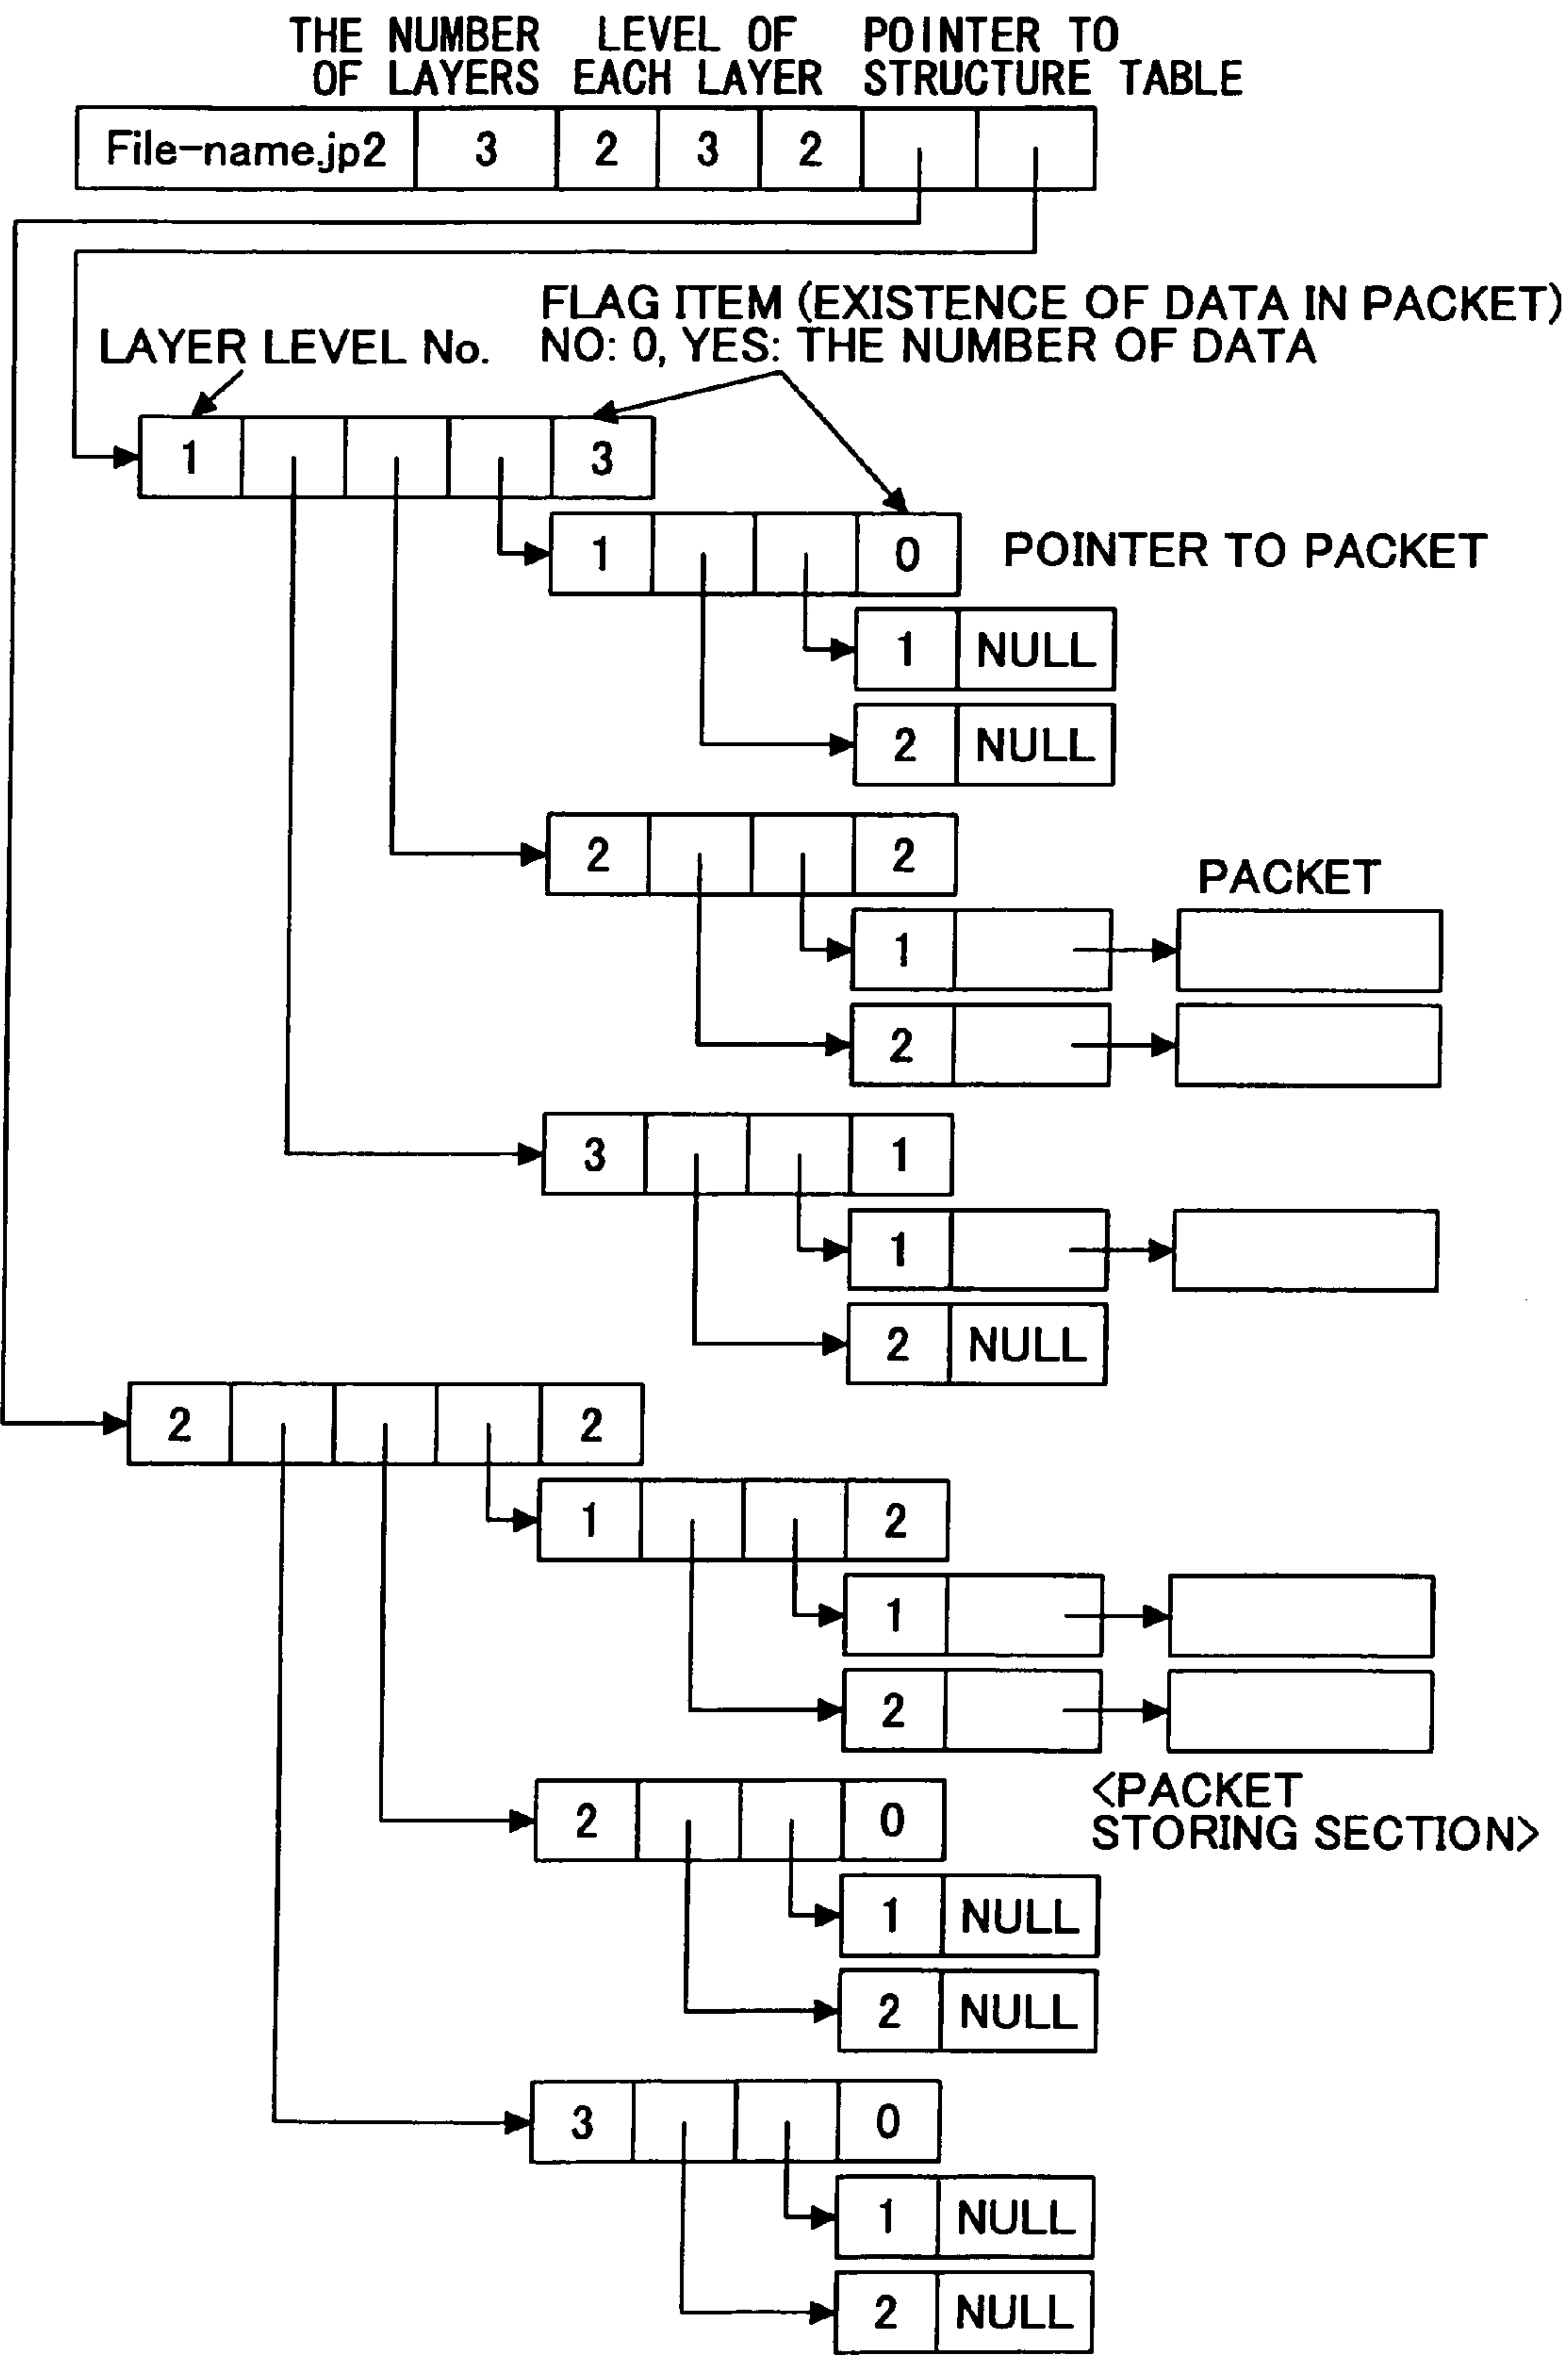 THE NUMBER OF LAYERS
LEVEL OF EACH LAYER
POINTER TO STRUCTURE TABLE
File-name.jp2 3 2 3 2
FLAG ITEM (EXISTENCE OF DATA IN PACKET)
LAYER LEVEL No. NO: 0, YES: THE NUMBER OF DATA
1 3
1 0 POINTER TO PACKET
1 NULL
2 NULL
2 2
PACKET
1
2
3 1
1
2 NULL
2 2
1 2
1
2
<PACKET
STORING SECTION>
2 0
1 NULL
2 NULL
3 0
1 NULL
2 NULL